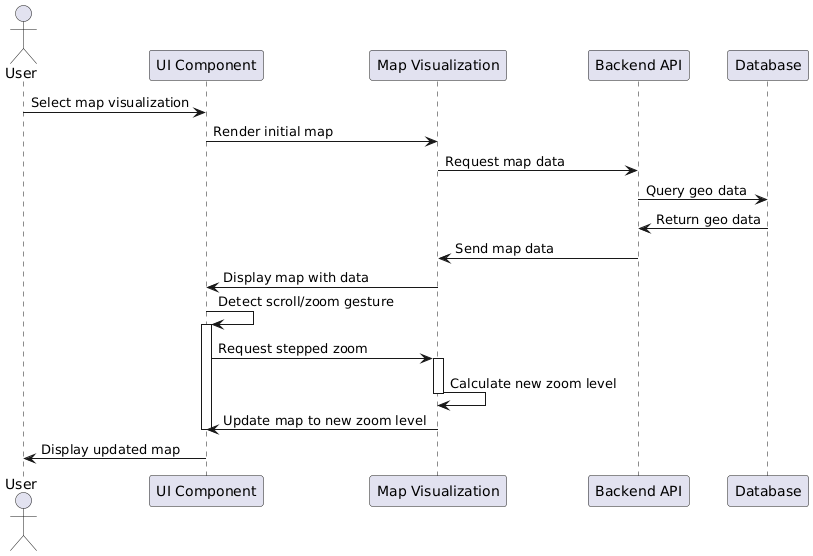 User
UI Component
Map Visualization
Backend API
Database
Select map visualization
Render initial map
Request map data
Query geo data
Return geo data
Send map data
Display map with data
Detect scroll/zoom gesture
Request stepped zoom
Calculate new zoom level
Update map to new zoom level
Display updated map
User
UI Component
Map Visualization
Backend API
Database